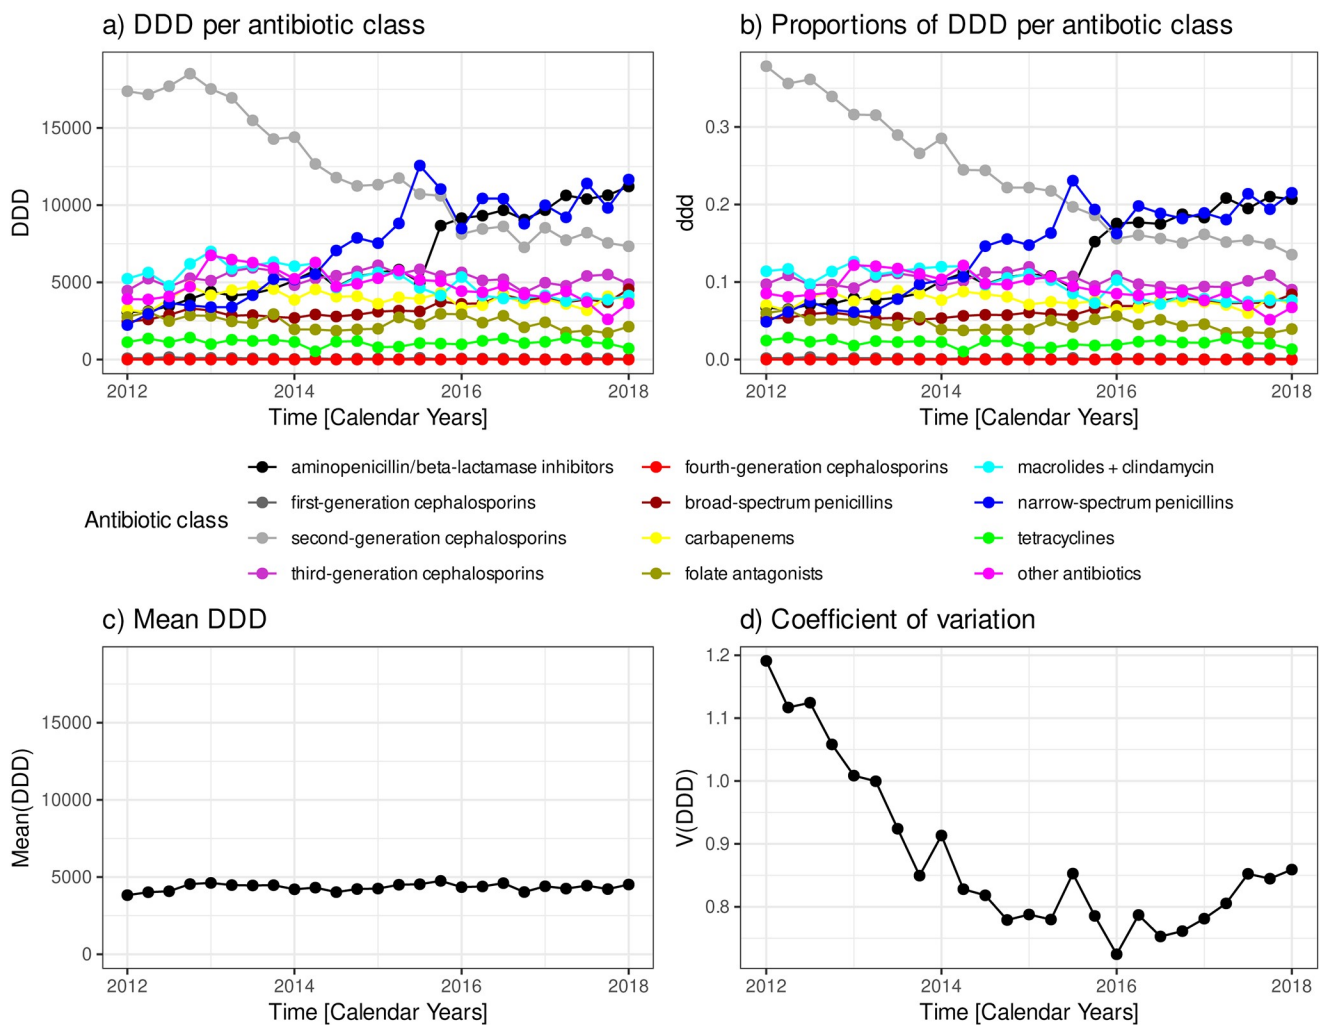 a) DDD per antibiotic class
b) Proportions of DDD per antibotic class
DDD
15000
10000
5000
0
2012 2014 2016 2018
Time [Calendar Years]
ddd
0.3
0.2
0.1
0.0
2012 2014 2016 2018
Time [Calendar Years]
Antibiotic class
aminopenicillin/beta-lactamase inhibitors
first-generation cephalosporins
second-generation cephalosporins
third-generation cephalosporins
fourth-generation cephalosporins
broad-spectrum penicillins
carbapenems
folate antagonists
macrolides + clindamycin
narrow-spectrum penicillins
tetracyclines
other antibiotics
c) Mean DDD
d) Coefficient of variation
Mean(DDD)
15000
10000
5000
0
2012 2014 2016 2018
Time [Calendar Years]
V(DDD)
1.2
1.1
1.0
0.9
0.8
2012 2014 2016 2018
Time [Calendar Years]